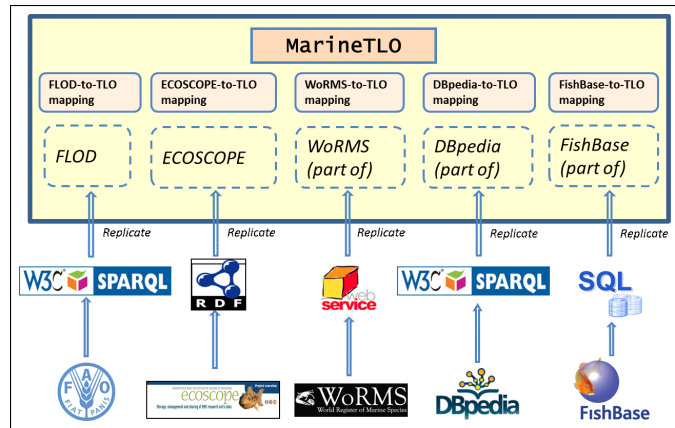 MarineTLO
FLOD-to-TLO
mapping
ECOSCOPE-to-TLO
mapping
WoRMS-to-TLO
mapping
DBpedia-to-TLO
mapping
FishBase-to-TLO
mapping
FLOD
ECOSCOPE
WoRMS
(part of)
DBpedia
(part of)
FishBase
(part of)
Replicate
Replicate
Replicate
Replicate
Replicate
W3C SPARQL
RDF
web
service
W3C SPARQL
SQL
F A O
FIAT PANIS
ecoscope
WoRMS
World Register of Marine Species
DBpedia
FishBase